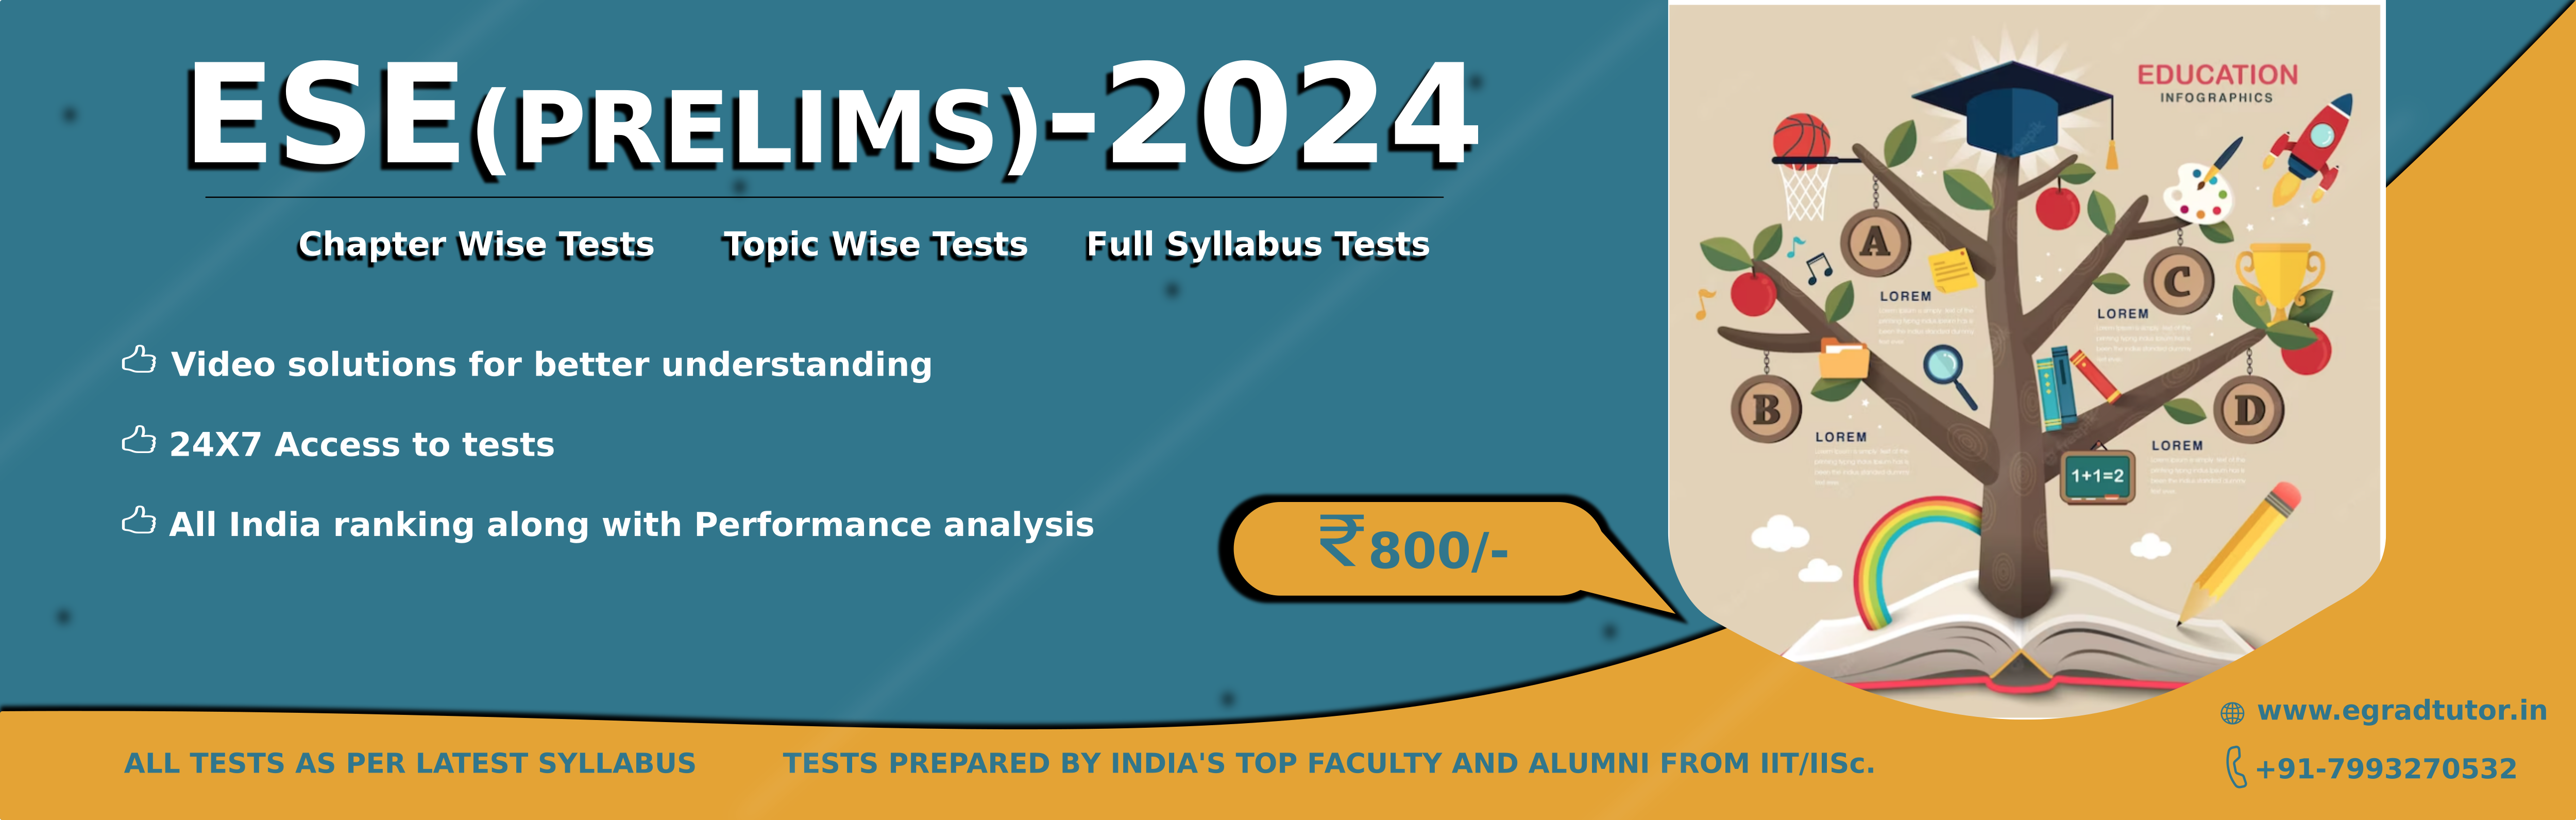 ESE(PRELIMS)-2024
Chapter Wise Tests Topic Wise Tests Full Syllabus Tests
Video solutions for better understanding
24X7 Access to tests
All India ranking along with Performance analysis
₹800/-
EDUCATION
INFOGRAPHICS
A
C
LOREM
LOREM
B
D
LOREM
LOREM
1+1=2
www.egradtutor.in
+91-7993270532
ALL TESTS AS PER LATEST SYLLABUS TESTS PREPARED BY INDIA'S TOP FACULTY AND ALUMNI FROM IIT/IISc.